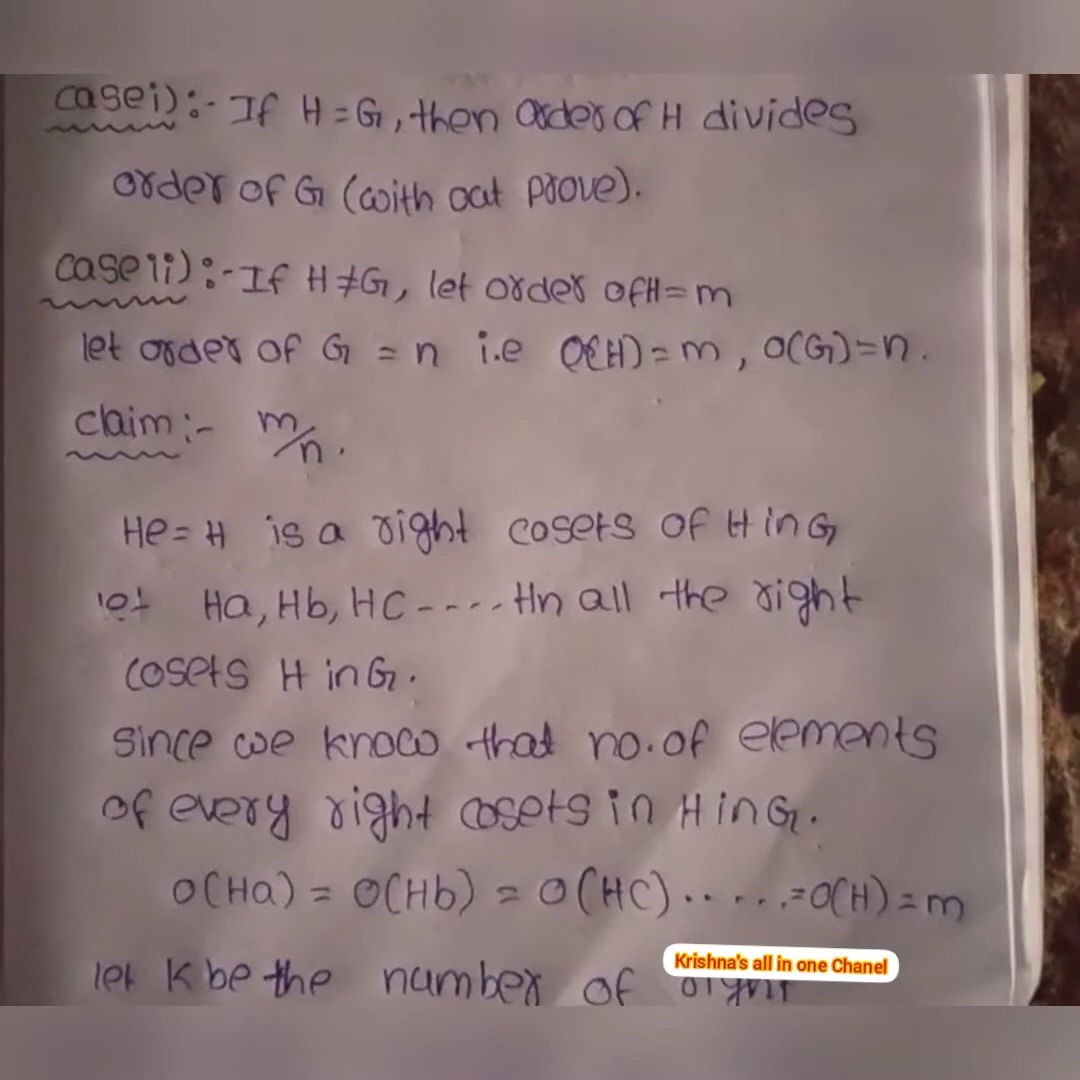 case i) :- If H = G, then order of H divides
order of G (with out prove).
case ii) :- If H ≠ G, let order of H = m
let order of G = n i.e O(H) = m, O(G) = n.
claim :- m/n.
He = H is a right cosets of H in G
let Ha, Hb, HC ---- Hn all the right
cosets H in G.
since we know that no. of elements
of every right cosets in H in G.
O(Ha) = O(Hb) = O(HC) ..... = O(H) = m
let K be the number of right
Krishna's all in one Chanel